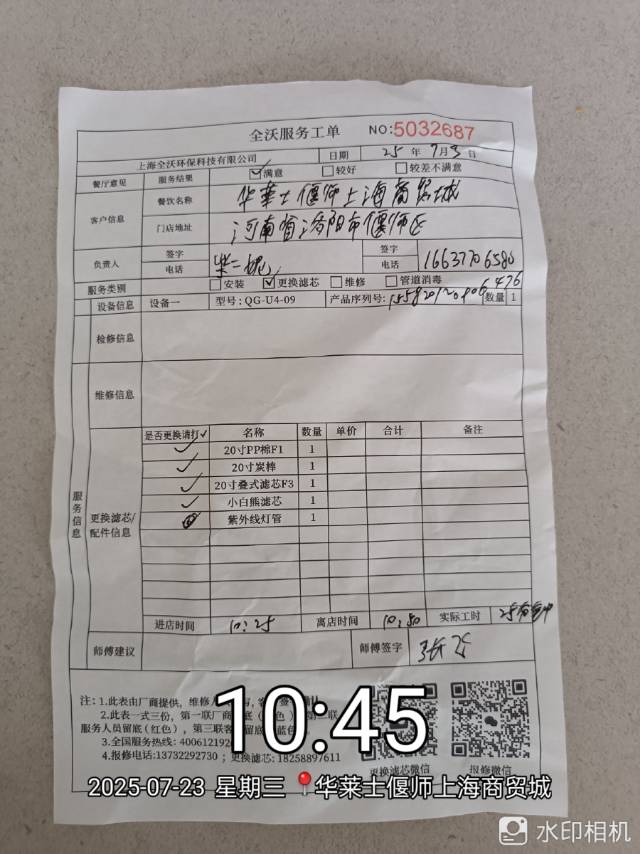 全沃服务工单 NO:5032687
上海全沃环保科技有限公司 日期 25 年 7月 3 日
餐厅意见 服务结果 ☑满意 □较好 □较差不满意
客户信息 餐饮名称 华莱士偃师上海商贸城
门店地址 河南省洛阳市偃师区
负责人 签字 签字
电话 电话 16637706580
服务类别 □安装 ☑更换滤芯 □维修 □管道消毒
设备信息 设备一 型号:QG-U4-09 产品序列号: 数量 1
检修信息
维修信息
服务信息
更换滤芯/配件信息
是否更换请打✓ 名称 数量 单价 合计 备注
✓ 20寸PP棉F1 1
✓ 20寸炭棒 1
✓ 20寸叠式滤芯F3 1
✓ 小白熊滤芯 1
紫外线灯管 1
进店时间 10:25 离店时间 10:50 实际工时 25
师傅建议 师傅签字
注:1.此表由厂商提供,维修
2.此表一式三份,第一联厂商
服务人员留底(红色),第三联客
3.全国服务热线:40061219
4.报修电话:13732292730;更换滤芯:18258897611
更换滤芯微信 报修微信
10:45
2025-07-23 星期三 📍华莱士偃师上海商贸城
水印相机